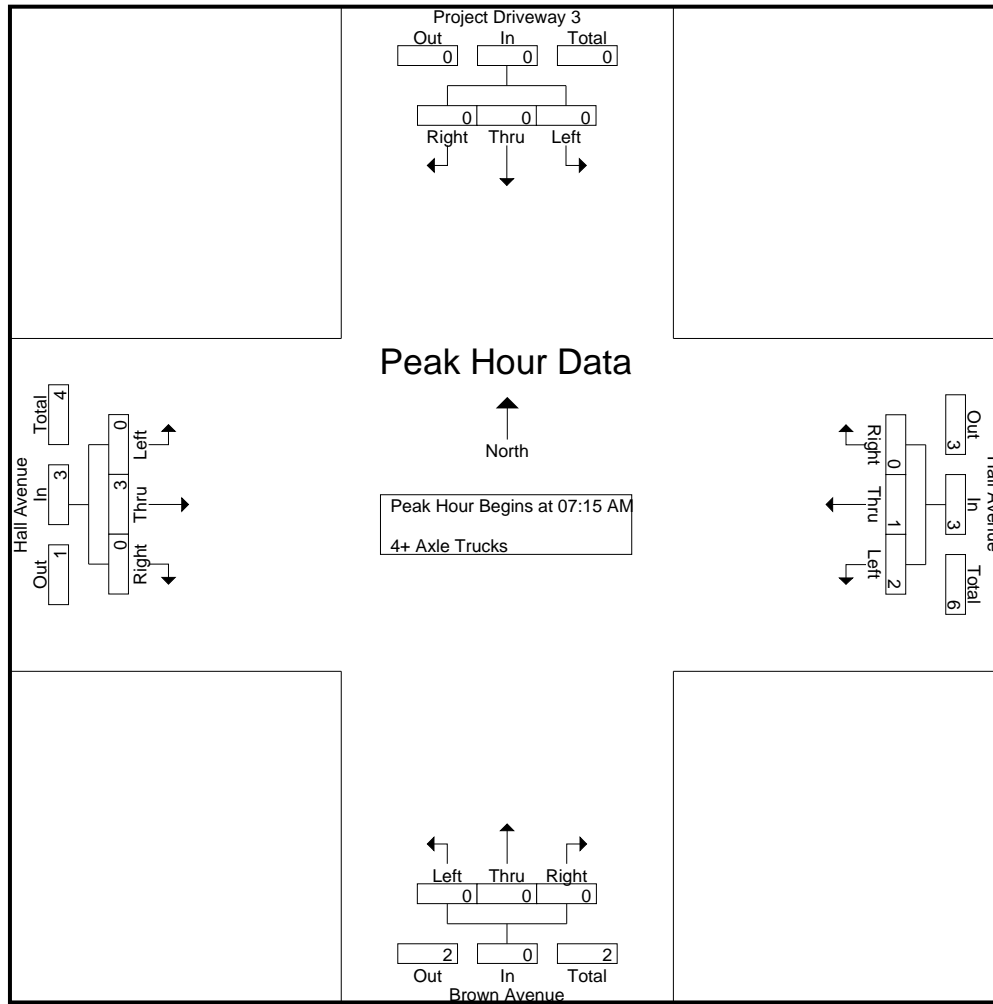 Project Driveway 3
Out In Total
0 0 0
0 0 0
Right Thru Left
Peak Hour Data
North
Peak Hour Begins at 07:15 AM
4+ Axle Trucks
Hall Avenue
Out In Total
1 3 4
0 3 0
Right Thru Left
Hall Avenue
Out In Total
3 3 6
0 1 2
Right Thru Left
Left Thru Right
0 0 0
2 0 2
Out In Total
Brown Avenue